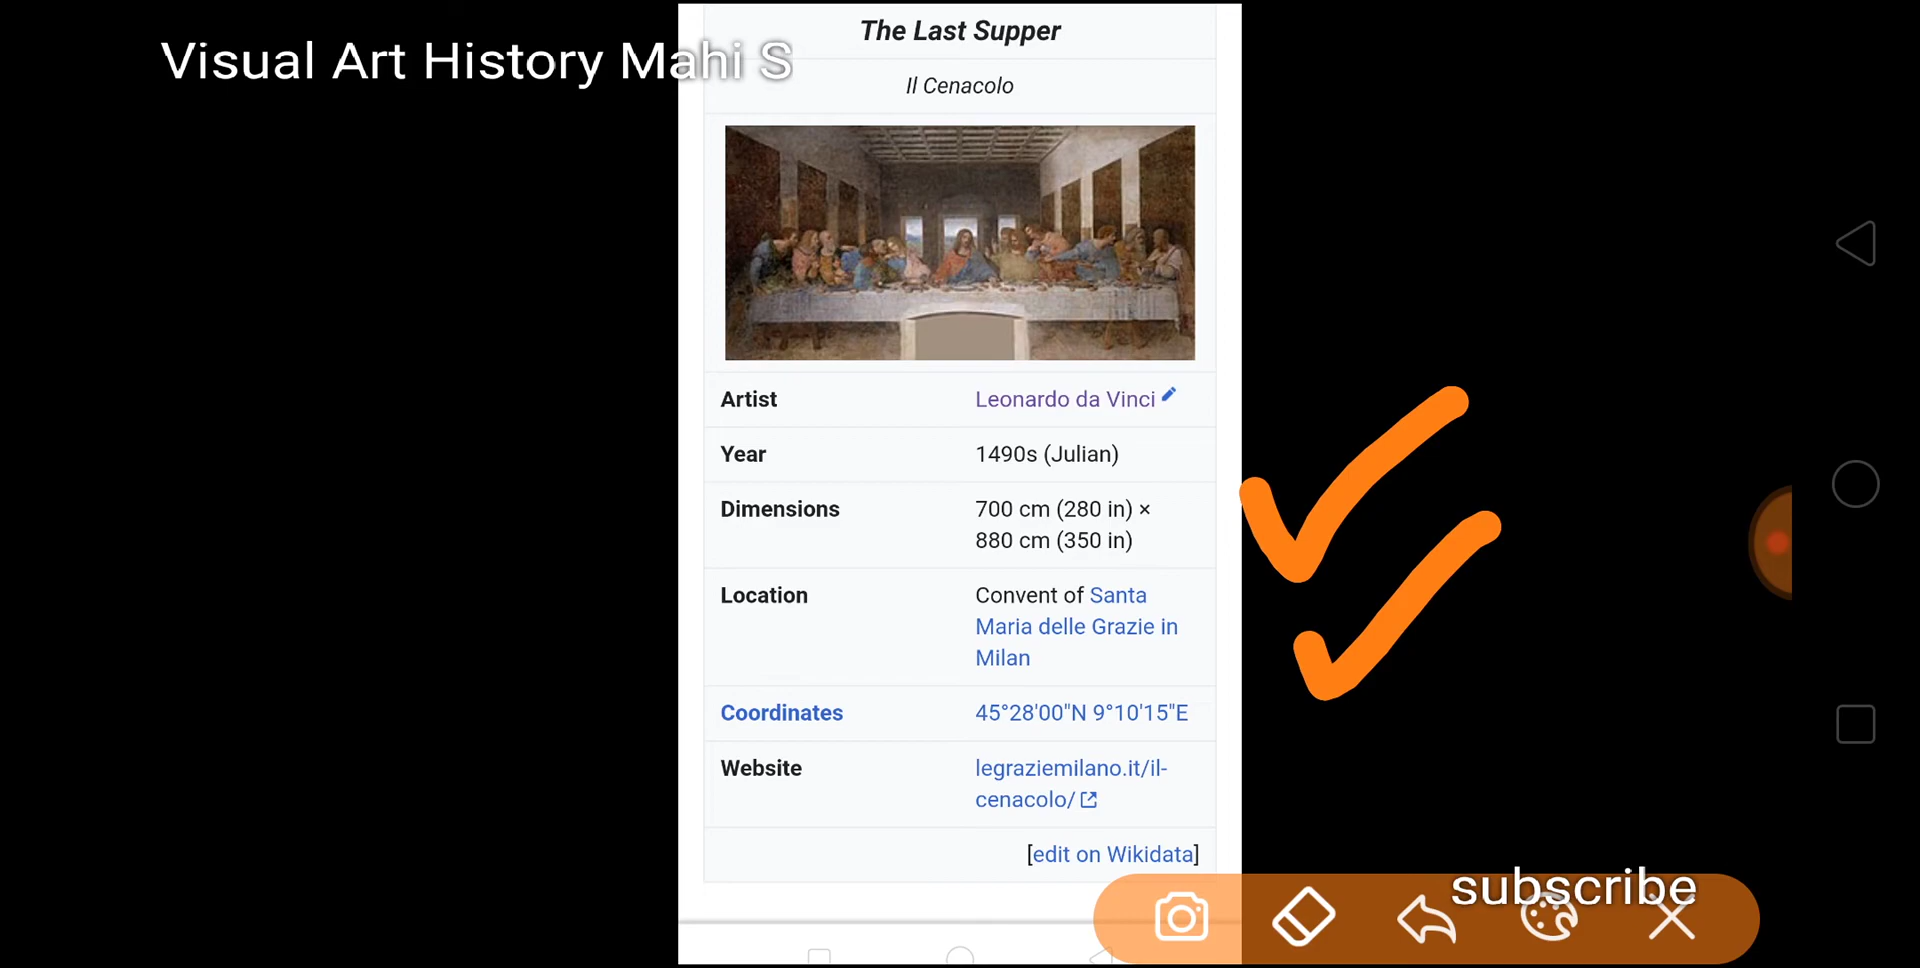 The Last Supper
Visual Art History Mahi S
Il Cenacolo
Artist Leonardo da Vinci
Year 1490s (Julian)
Dimensions 700 cm (280 in) ×
880 cm (350 in)
Location Convent of Santa
Maria delle Grazie in
Milan
Coordinates 45°28'00"N 9°10'15"E
Website legraziemilano.it/il-
cenacolo/
[edit on Wikidata]
subscribe